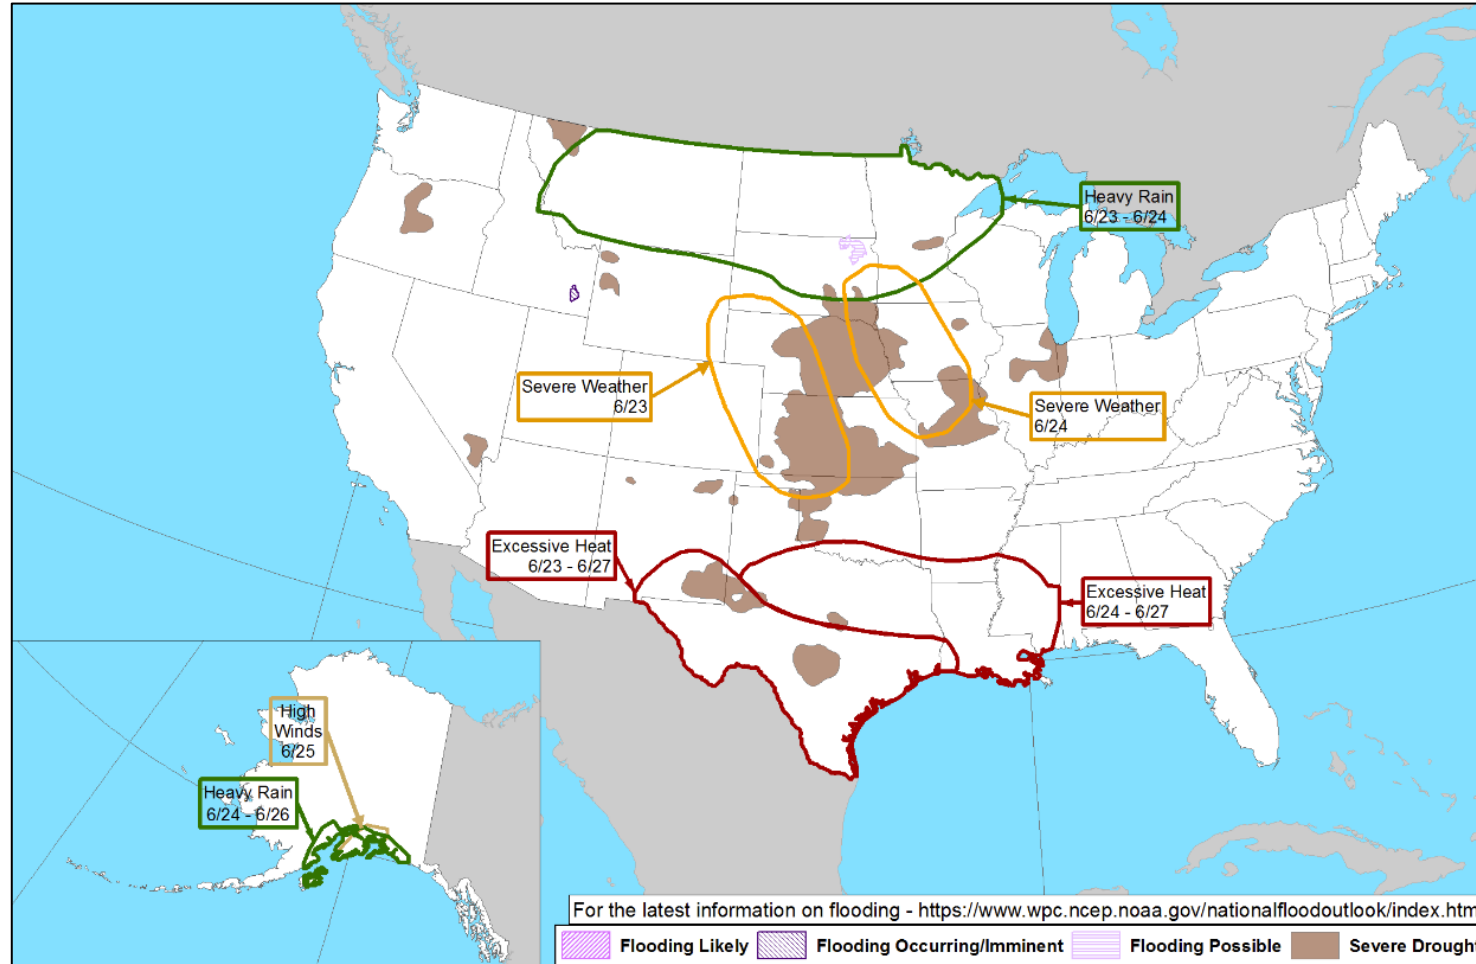 Heavy Rain
6/23 - 6/24
Severe Weather
6/23
Severe Weather
6/24
Excessive Heat
6/23 - 6/27
Excessive Heat
6/24 - 6/27
High
Winds
6/25
Heavy Rain
6/24 - 6/26
For the latest information on flooding - https://www.wpc.ncep.noaa.gov/nationalfloodoutlook/index.htm
Flooding Likely
Flooding Occurring/Imminent
Flooding Possible
Severe Drought